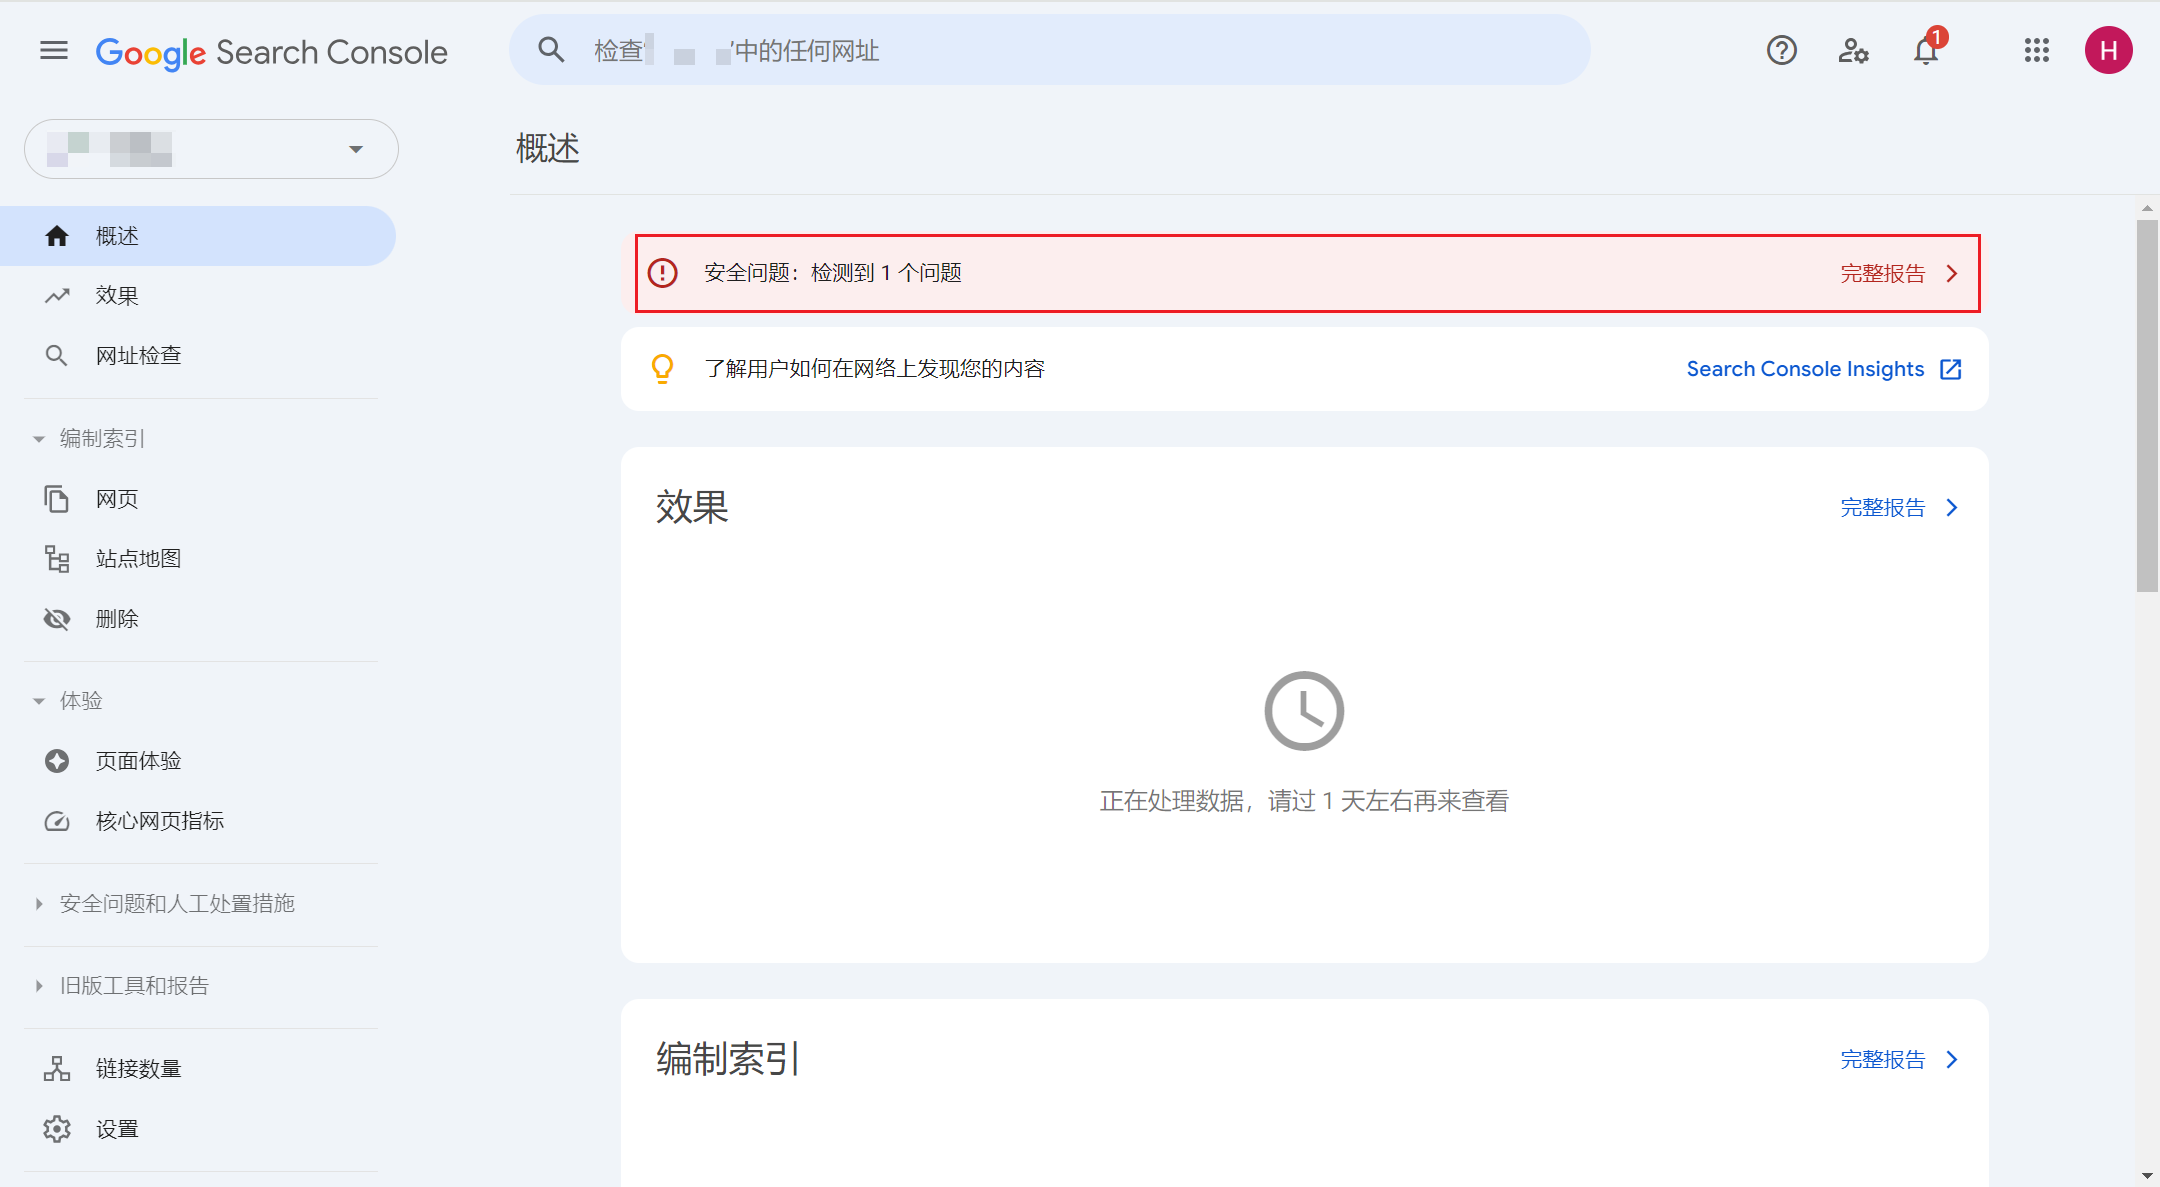 Google Search Console
检查“
”中的任何网址
1
H
概述
效果
网址检查
编制索引
网页
站点地图
删除
体验
页面体验
核心网页指标
安全问题和人工处置措施
旧版工具和报告
链接数量
设置
概述
安全问题：检测到 1 个问题
完整报告
了解用户如何在网络上发现您的内容
Search Console Insights
效果
完整报告
正在处理数据，请过 1 天左右再来查看
编制索引
完整报告